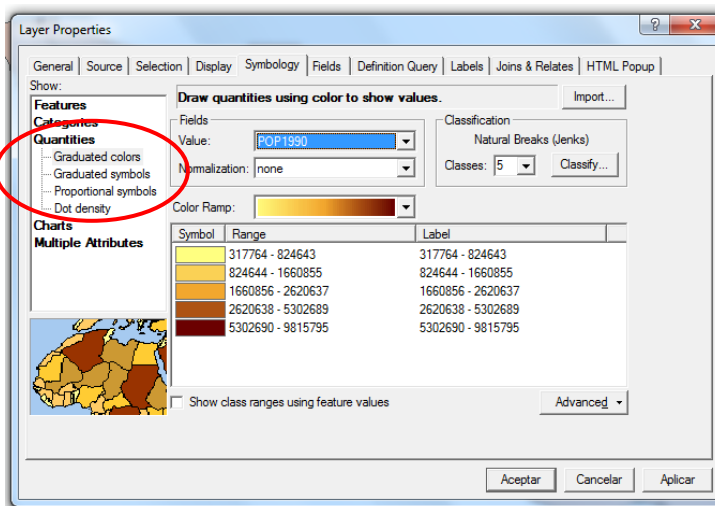 Layer Properties
General Source Selection Display Symbology Fields Definition Query Labels Joins & Relates HTML Popup
Show:
Features
Categories
Quantities
Graduated colors
Graduated symbols
Proportional symbols
Dot density
Charts
Multiple Attributes
Draw quantities using color to show values.
Import...
Fields
Value: POP1990
Normalization: none
Classification
Natural Breaks (Jenks)
Classes: 5 Classify...
Color Ramp:
Symbol Range Label
317764 - 824643 317764 - 824643
824644 - 1660855 824644 - 1660855
1660856 - 2620637 1660856 - 2620637
2620638 - 5302689 2620638 - 5302689
5302690 - 9815795 5302690 - 9815795
Show class ranges using feature values
Advanced
Aceptar Cancelar Aplicar